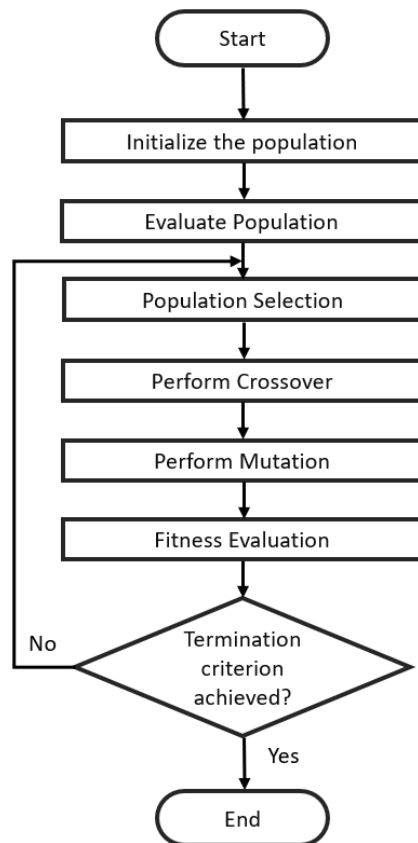 Start
Initialize the population
Evaluate Population
Population Selection
Perform Crossover
Perform Mutation
Fitness Evaluation
No
Termination
criterion
achieved?
Yes
End